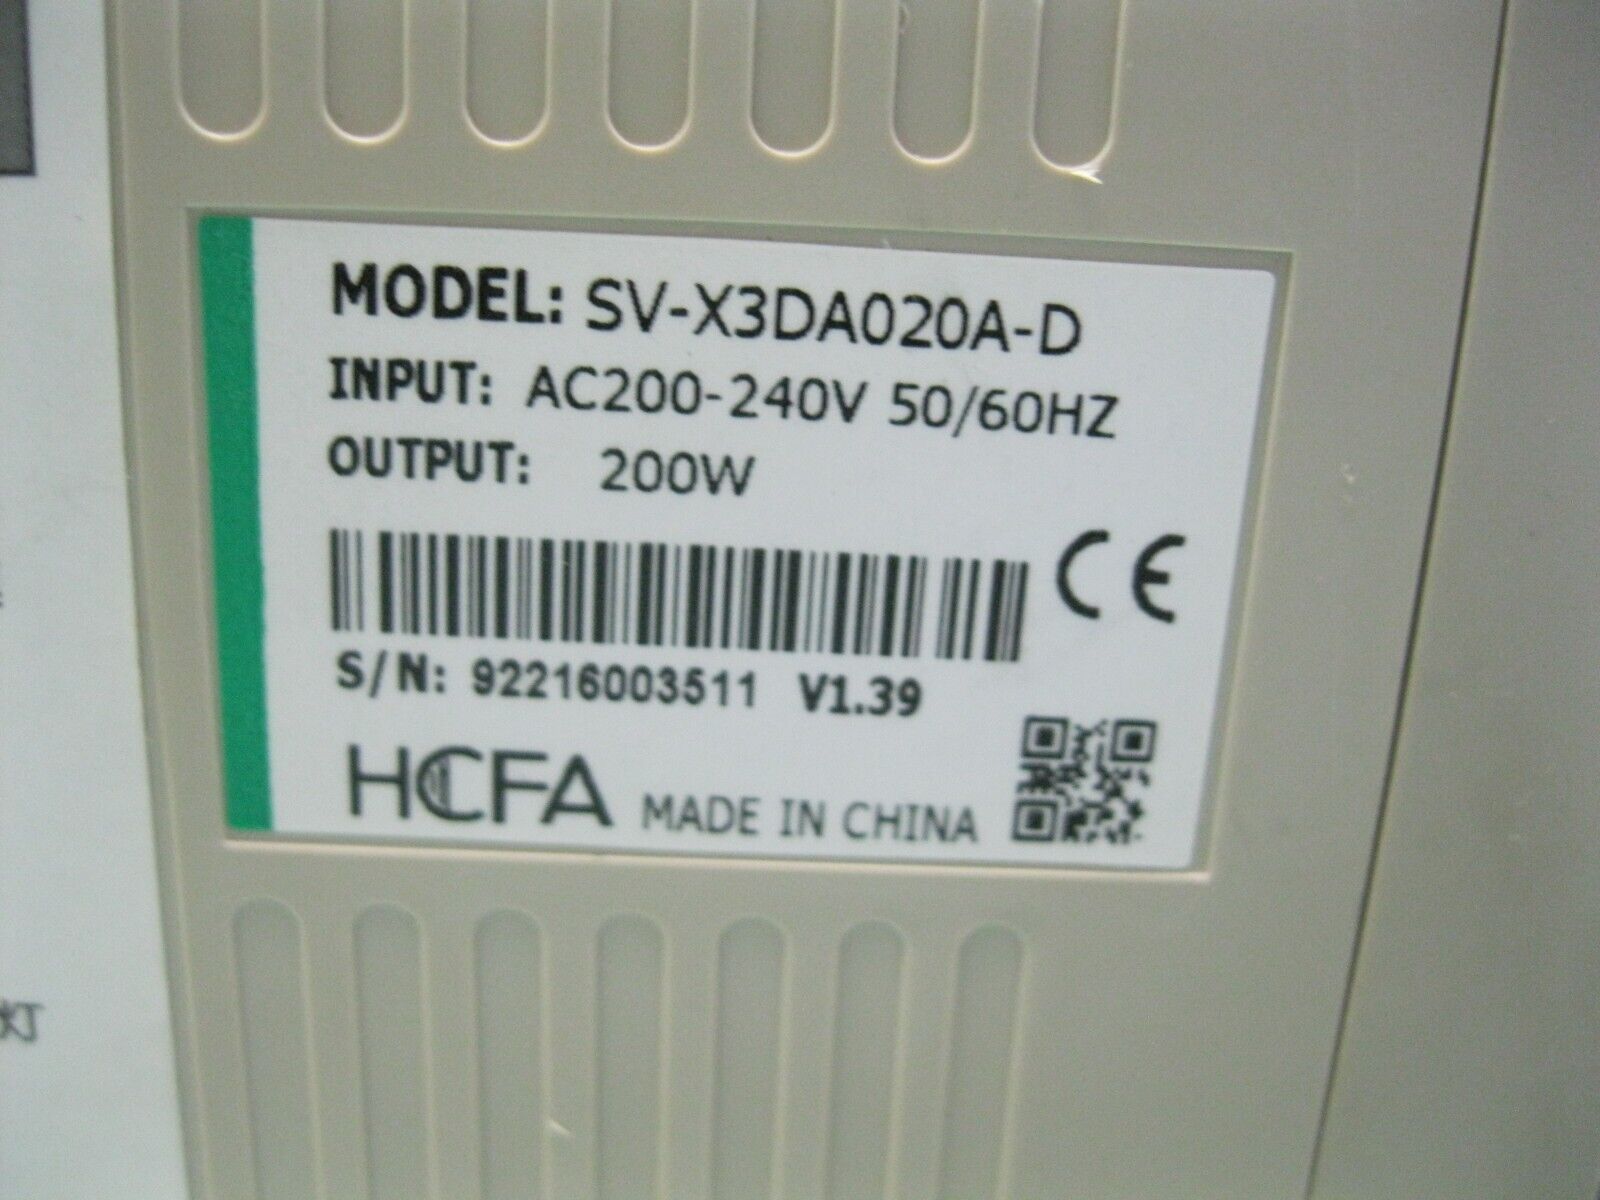 MODEL: SV-X3DA020A-D
INPUT: AC200-240V 50/60HZ
OUTPUT: 200W
CE
S/N: 92216003511 V1.39
HCFA MADE IN CHINA